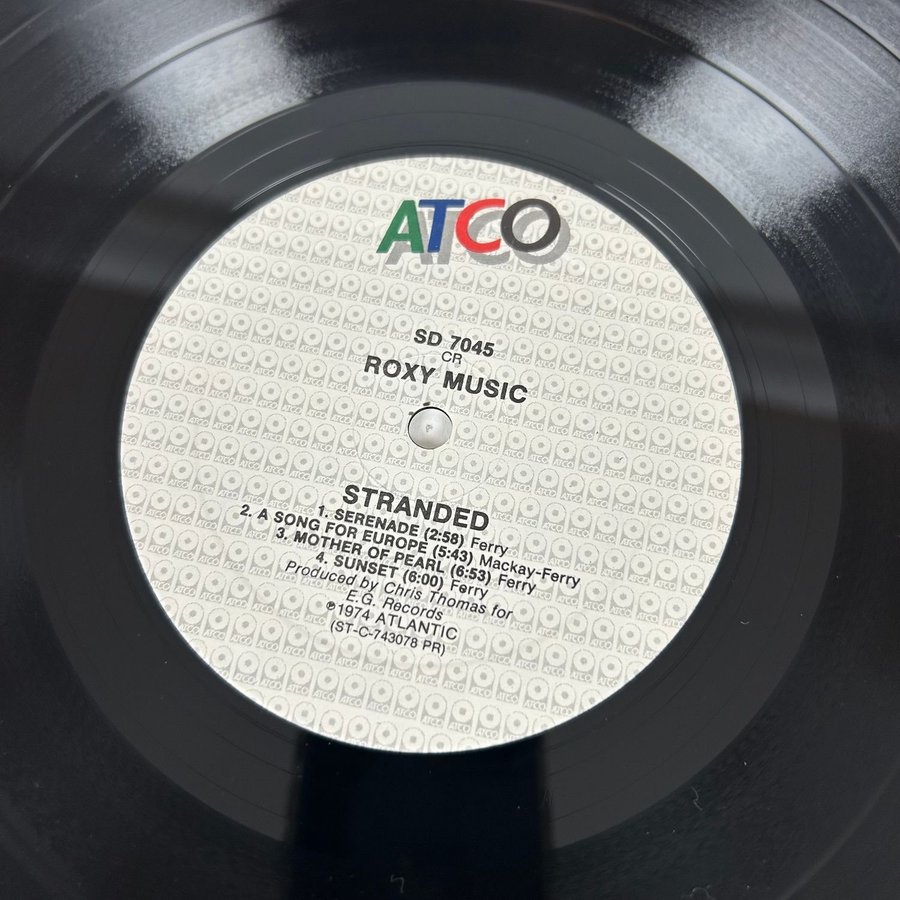 ATCO
SD 7045
CR
ROXY MUSIC
STRANDED
1. SERENADE (2:58) Ferry
2. A SONG FOR EUROPE (5:43) Mackay-Ferry
3. MOTHER OF PEARL (6:53) Ferry
4. SUNSET (6:00) Ferry
Produced by Chris Thomas for
E.G. Records
℗1974 ATLANTIC
(ST-C-743078 PR)